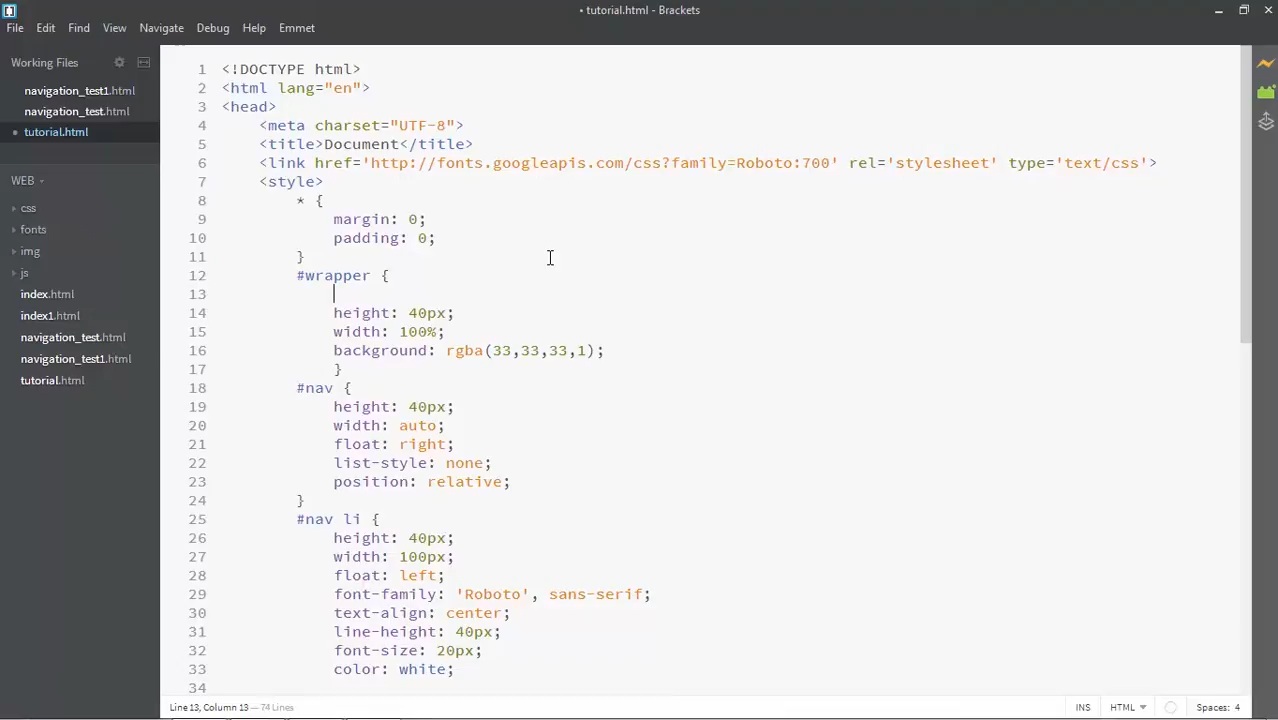 • tutorial.html - Brackets
File Edit Find View Navigate Debug Help Emmet
Working Files
navigation_test1.html
navigation_test.html
• tutorial.html
WEB
css
fonts
img
js
index.html
index1.html
navigation_test.html
navigation_test1.html
tutorial.html
1 <!DOCTYPE html>
2 <html lang="en">
3 <head>
4 <meta charset="UTF-8">
5 <title>Document</title>
6 <link href='http://fonts.googleapis.com/css?family=Roboto:700' rel='stylesheet' type='text/css'>
7 <style>
8 * {
9 margin: 0;
10 padding: 0;
11 }
12 #wrapper {
13
14 height: 40px;
15 width: 100%;
16 background: rgba(33,33,33,1);
17 }
18 #nav {
19 height: 40px;
20 width: auto;
21 float: right;
22 list-style: none;
23 position: relative;
24 }
25 #nav li {
26 height: 40px;
27 width: 100px;
28 float: left;
29 font-family: 'Roboto', sans-serif;
30 text-align: center;
31 line-height: 40px;
32 font-size: 20px;
33 color: white;
34
Line 13, Column 13 — 74 Lines
INS HTML Spaces: 4